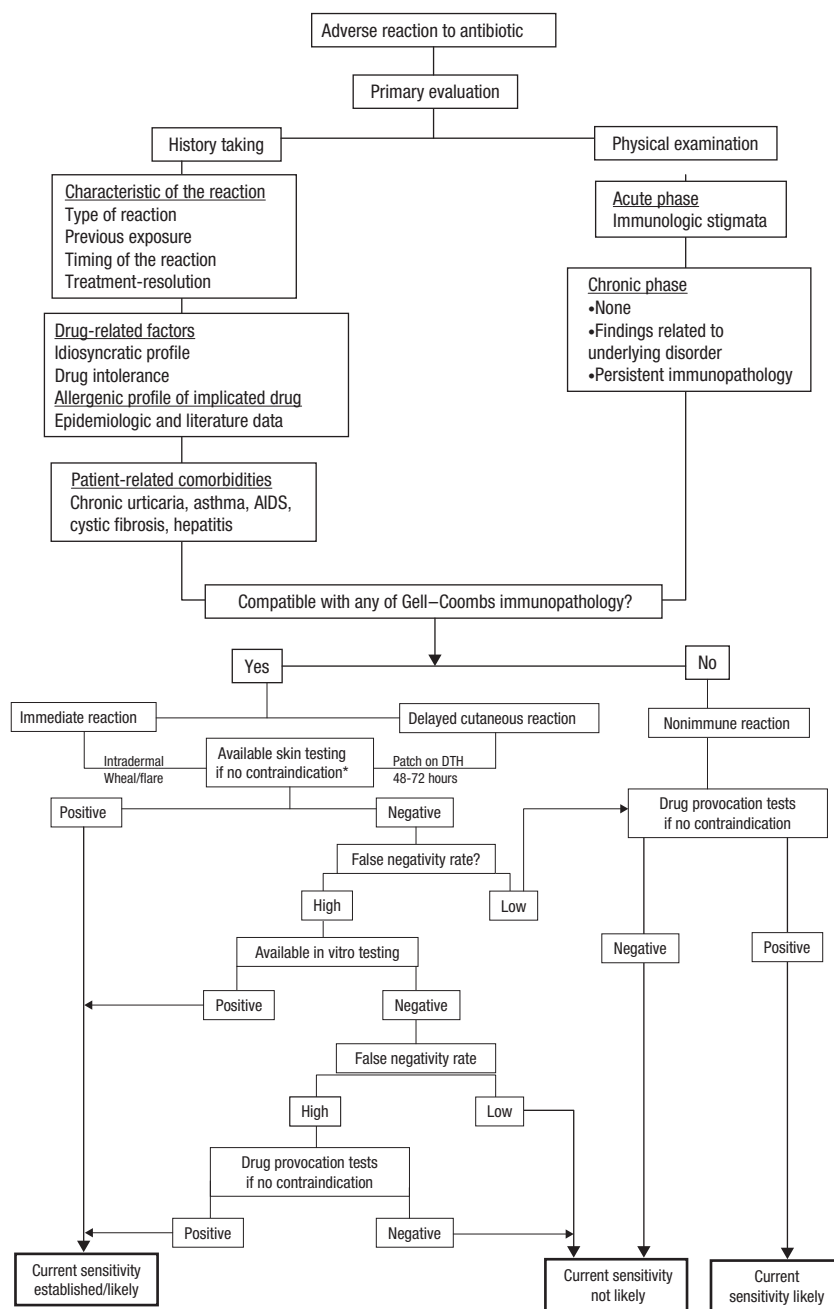 Adverse reaction to antibiotic
Primary evaluation
History taking
Physical examination
Characteristic of the reaction
Type of reaction
Previous exposure
Timing of the reaction
Treatment-resolution
Acute phase
Immunologic stigmata
Chronic phase
•None
•Findings related to
underlying disorder
•Persistent immunopathology
Drug-related factors
Idiosyncratic profile
Drug intolerance
Allergenic profile of implicated drug
Epidemiologic and literature data
Patient-related comorbidities
Chronic urticaria, asthma, AIDS,
cystic fibrosis, hepatitis
Compatible with any of Gell–Coombs immunopathology?
Yes
No
Immediate reaction
Delayed cutaneous reaction
Nonimmune reaction
Intradermal
Wheal/flare
Available skin testing
if no contraindication*
Patch on DTH
48-72 hours
Positive
Negative
Drug provocation tests
if no contraindication
False negativity rate?
High
Low
Available in vitro testing
Negative
Positive
Positive
Negative
False negativity rate
High
Low
Drug provocation tests
if no contraindication
Positive
Negative
Current sensitivity
established/likely
Current sensitivity
not likely
Current
sensitivity likely